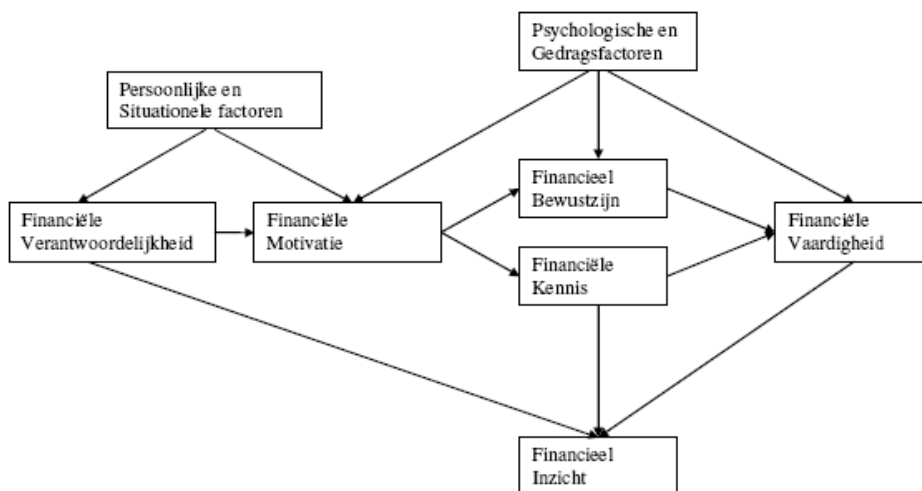 Psychologische en
Gedragsfactoren
Persoonlijke en
Situationele factoren
Financieel
Bewustzijn
Financiële
Verantwoordelijkheid
Financiële
Motivatie
Financiële
Vaardigheid
Financiële
Kennis
Financieel
Inzicht